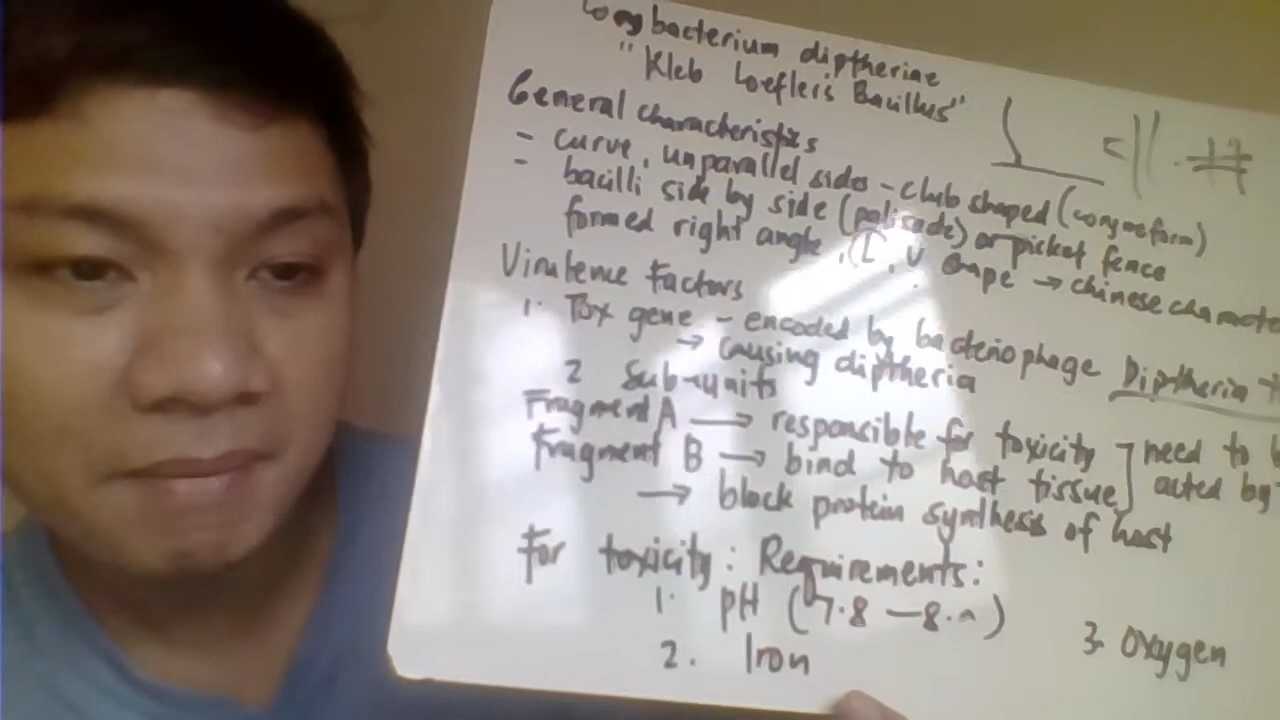 bacterium diptheriae
"Kleb Loefler's Bacillus"
General characteristics
- curve, unparallel sides - club shaped (coryneform)
- bacilli side by side (palisade) or picket fence
formed right angle, (L, V shape → chinese characte
Virulence Factors
1. Tox gene - encoded by bacteriophage Diptheria
→ causing diptheria
2 Sub-units
Fragment A → responsible for toxicity ] need to
Fragment B → bind to host tissue ] acted by
→ block protein synthesis of host
For toxicity: Requirements:
1. pH (7.8 - 8. )
2. Iron
3. Oxygen